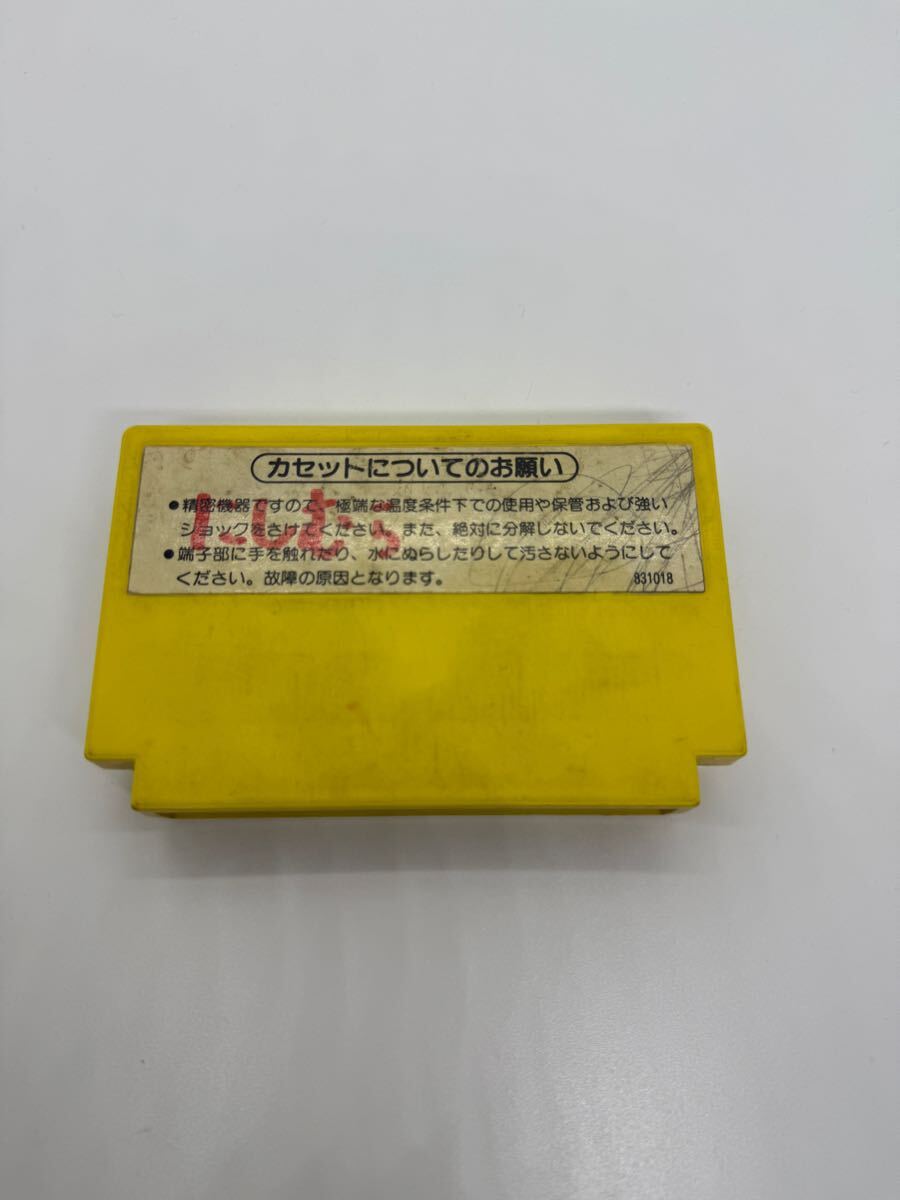 カセットについてのお願い
●精密機器ですので、極端な温度条件下での使用や保管および強い
ショックをさけてください。また、絶対に分解しないでください。
●端子部に手を触れたり、水にぬらしたりして汚さないようにして
ください。故障の原因となります。
831018
にしむら